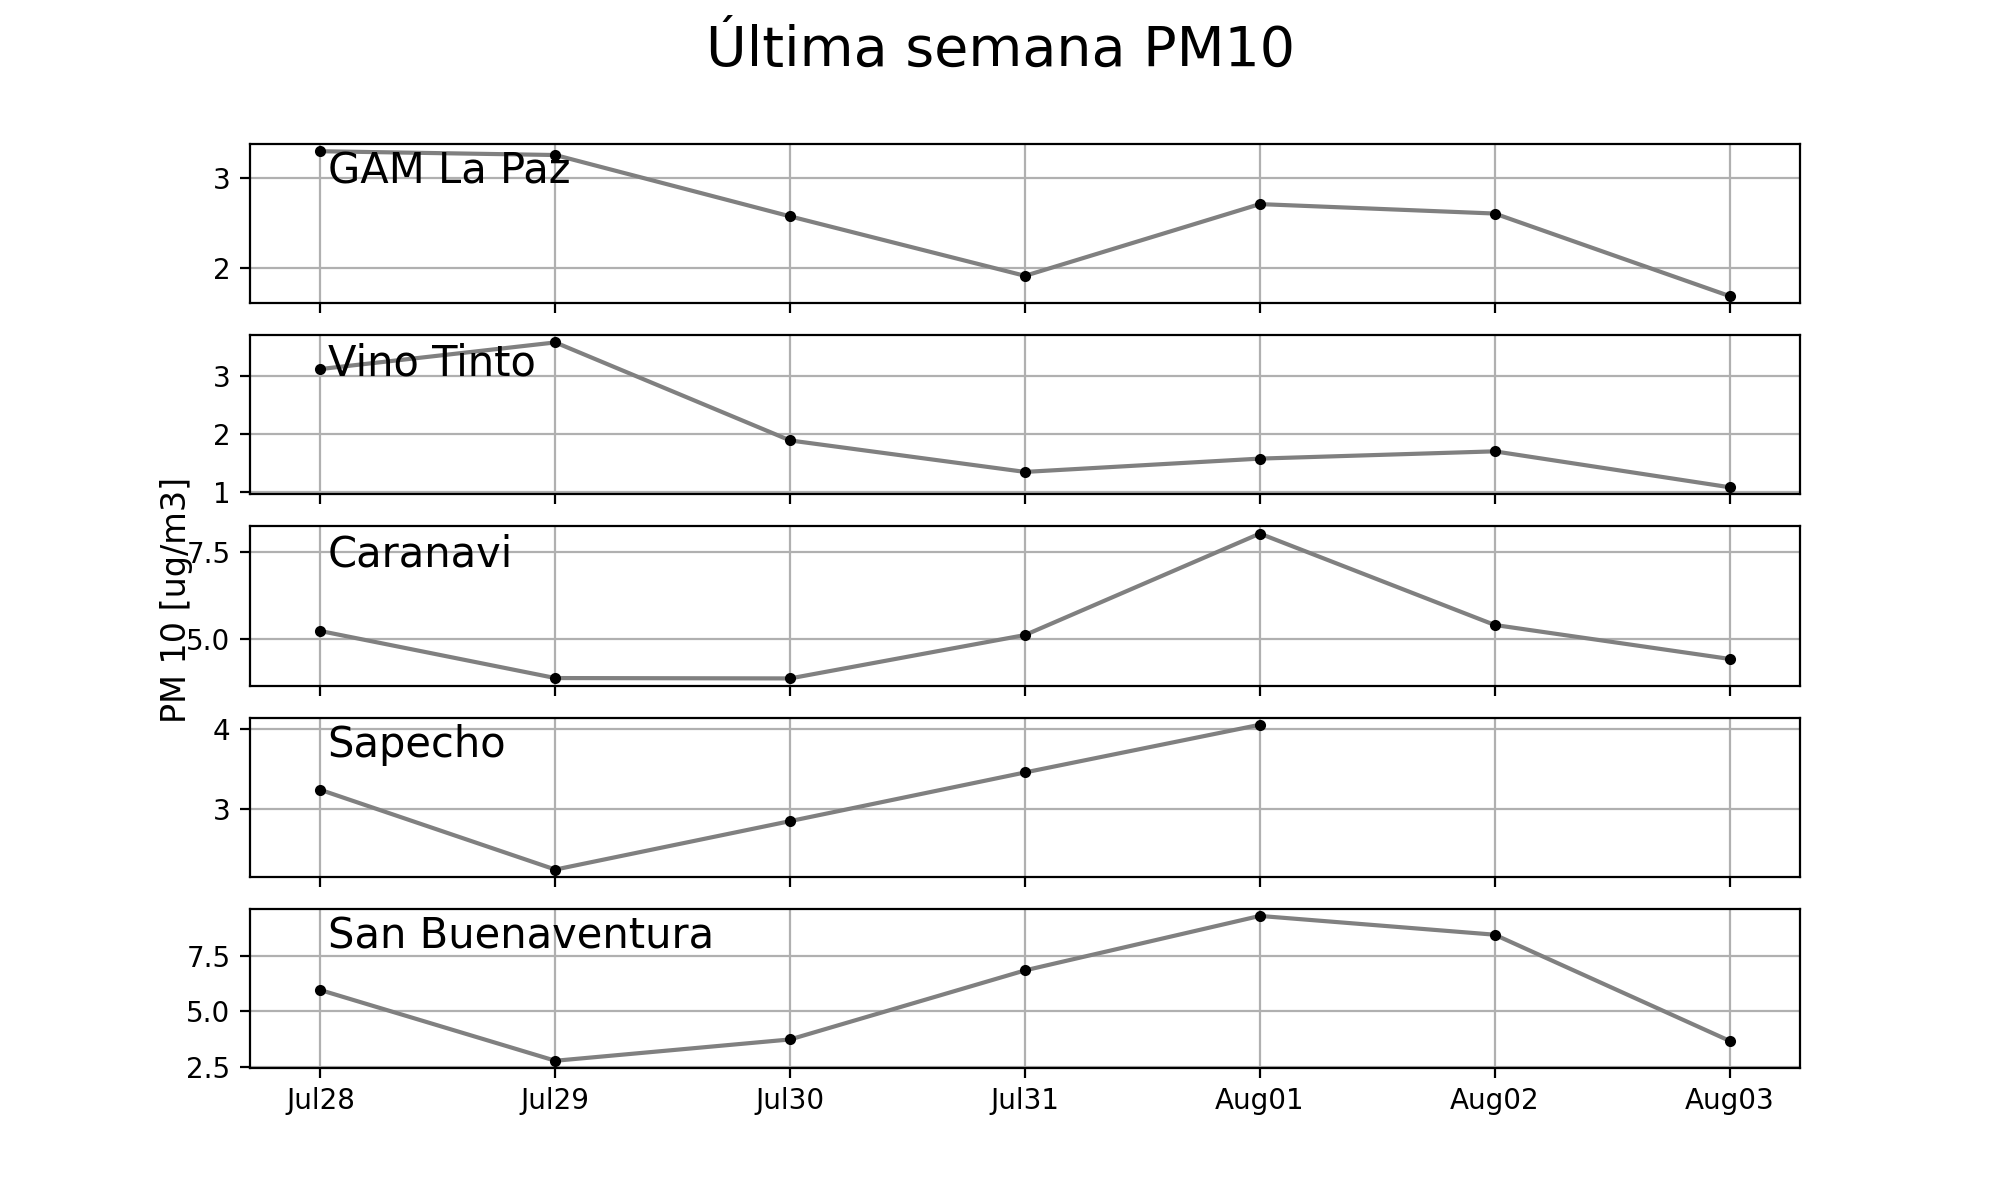 Última semana PM10
PM 10 [ug/m3]
GAM La Paz
3
2
Vino Tinto
3
2
1
Caranavi
7.5
5.0
Sapecho
4
3
San Buenaventura
7.5
5.0
2.5
Jul28 Jul29 Jul30 Jul31 Aug01 Aug02 Aug03